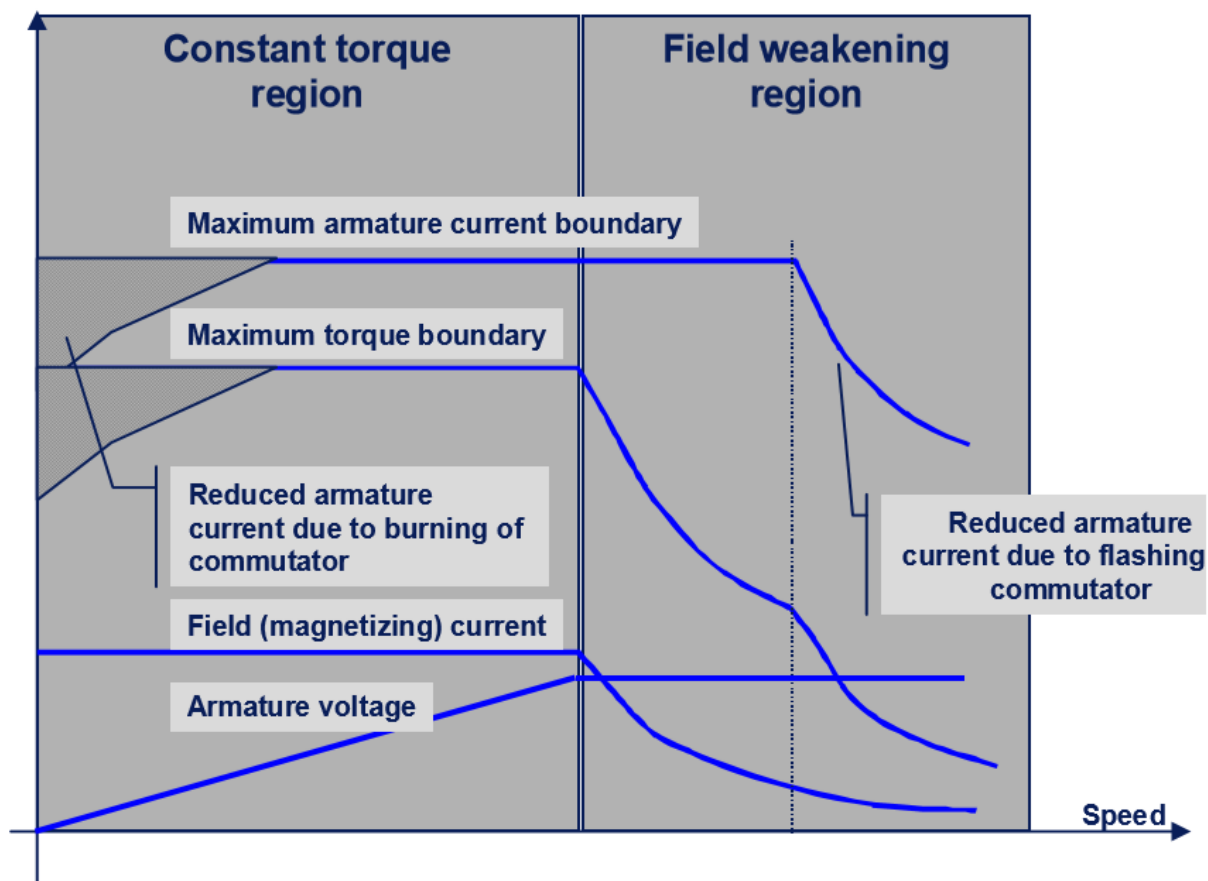 Constant torque
region
Field weakening
region
Maximum armature current boundary
Maximum torque boundary
Reduced armature
current due to burning of
commutator
Reduced armature
current due to flashing
commutator
Field (magnetizing) current
Armature voltage
Speed